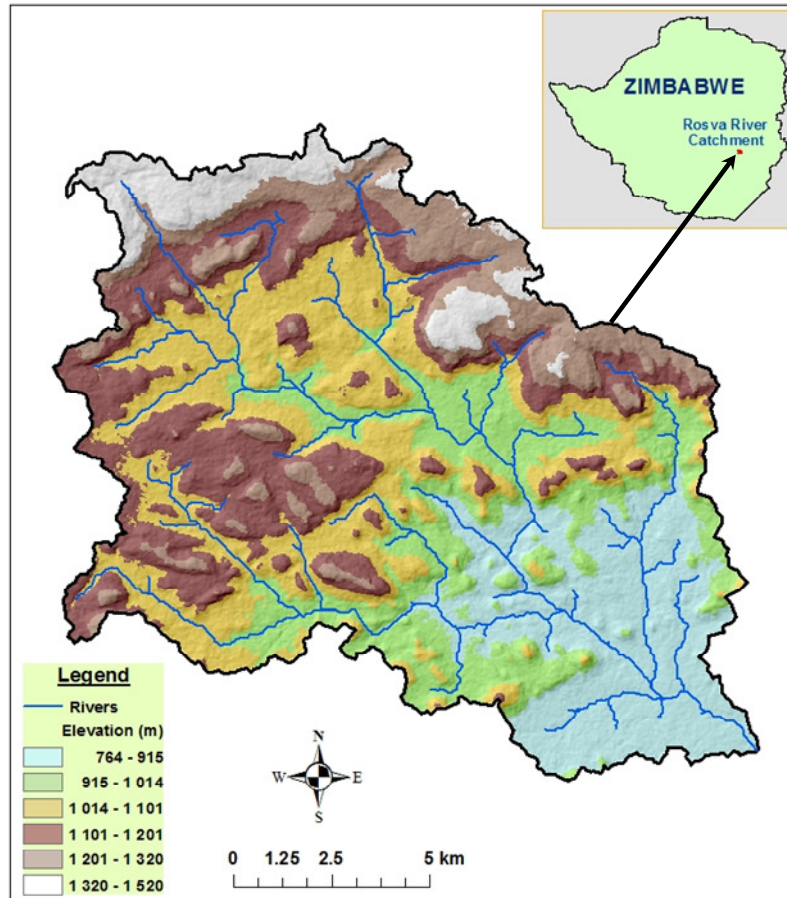 ZIMBABWE
Rosva River
Catchment
Legend
Rivers
Elevation (m)
764 - 915
915 - 1 014
1 014 - 1 101
1 101 - 1 201
1 201 - 1 320
1 320 - 1 520
N
W E
S
0 1.25 2.5 5 km